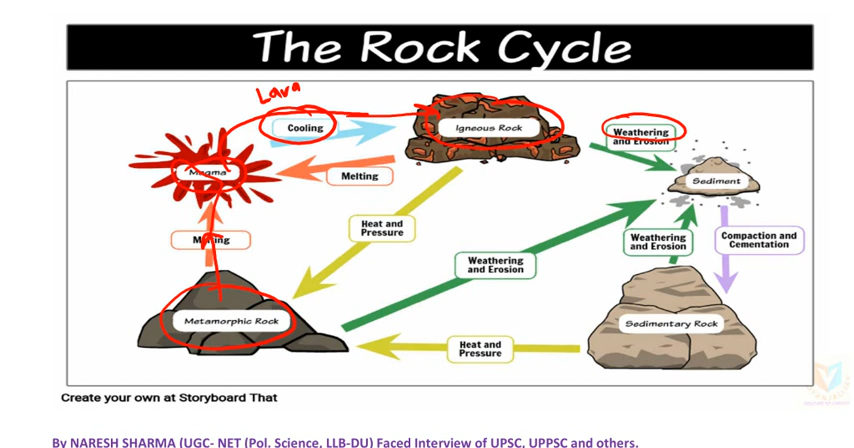 The Rock Cycle
Lava
Cooling
Igneous Rock
Weathering
and Erosion
Magma
Melting
Sediment
Heat and
Pressure
Melting
Weathering
and Erosion
Weathering
and Erosion
Compaction and
Cementation
Metamorphic Rock
Sedimentary Rock
Heat and
Pressure
Create your own at Storyboard That
By NARESH SHARMA (UGC- NET (Pol. Science, LLB-DU) Faced Interview of UPSC, UPPSC and others.